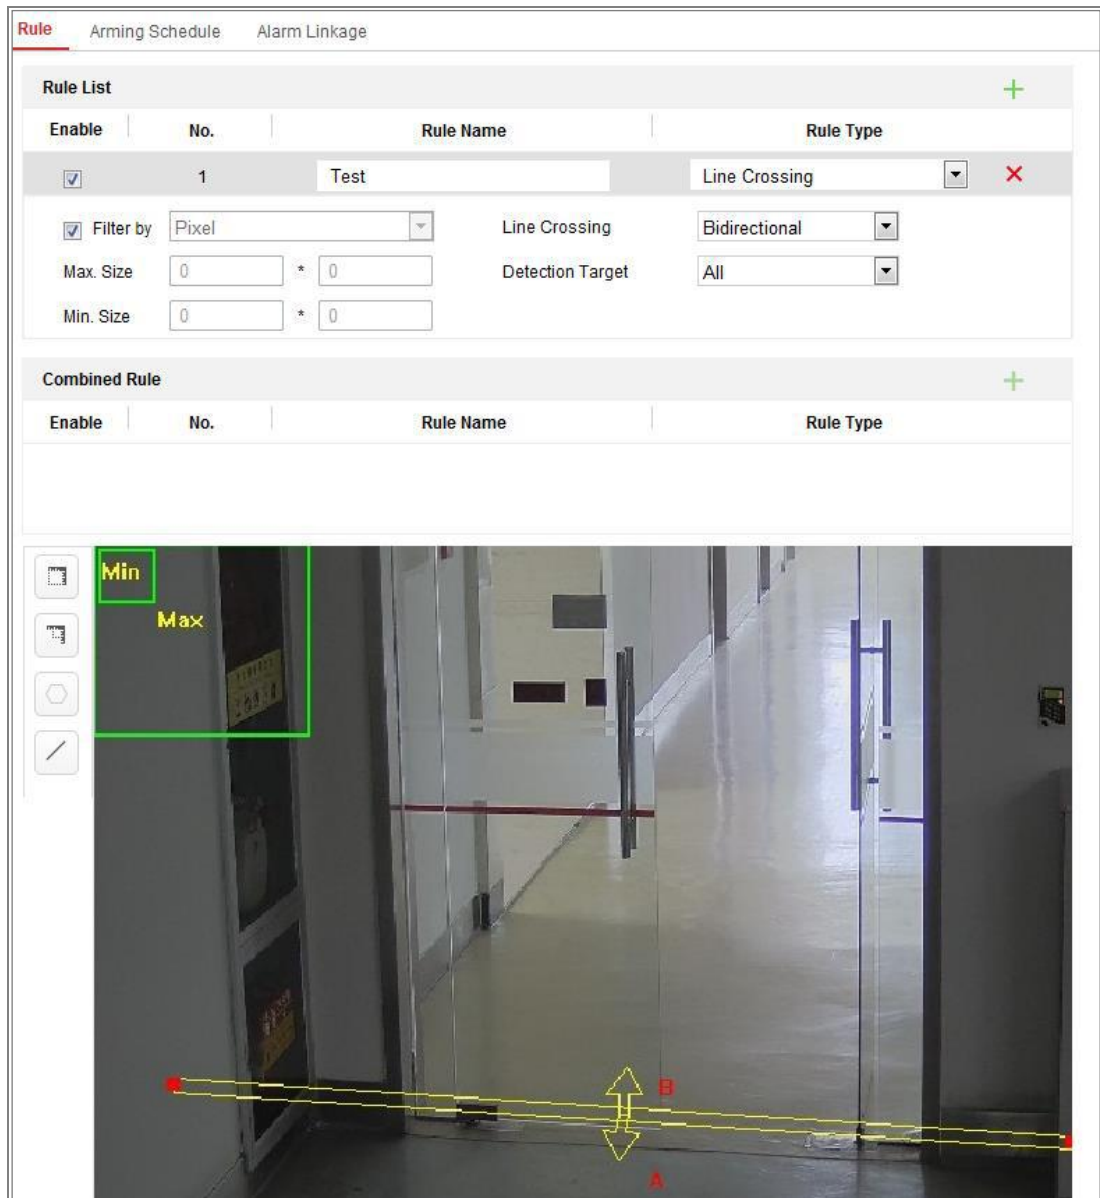 Rule Arming Schedule Alarm Linkage
Rule List
Enable No. Rule Name Rule Type
1 Test Line Crossing
Filter by Pixel Line Crossing Bidirectional
Max. Size 0 * 0 Detection Target All
Min. Size 0 * 0
Combined Rule
Enable No. Rule Name Rule Type
Min
Max
B
A